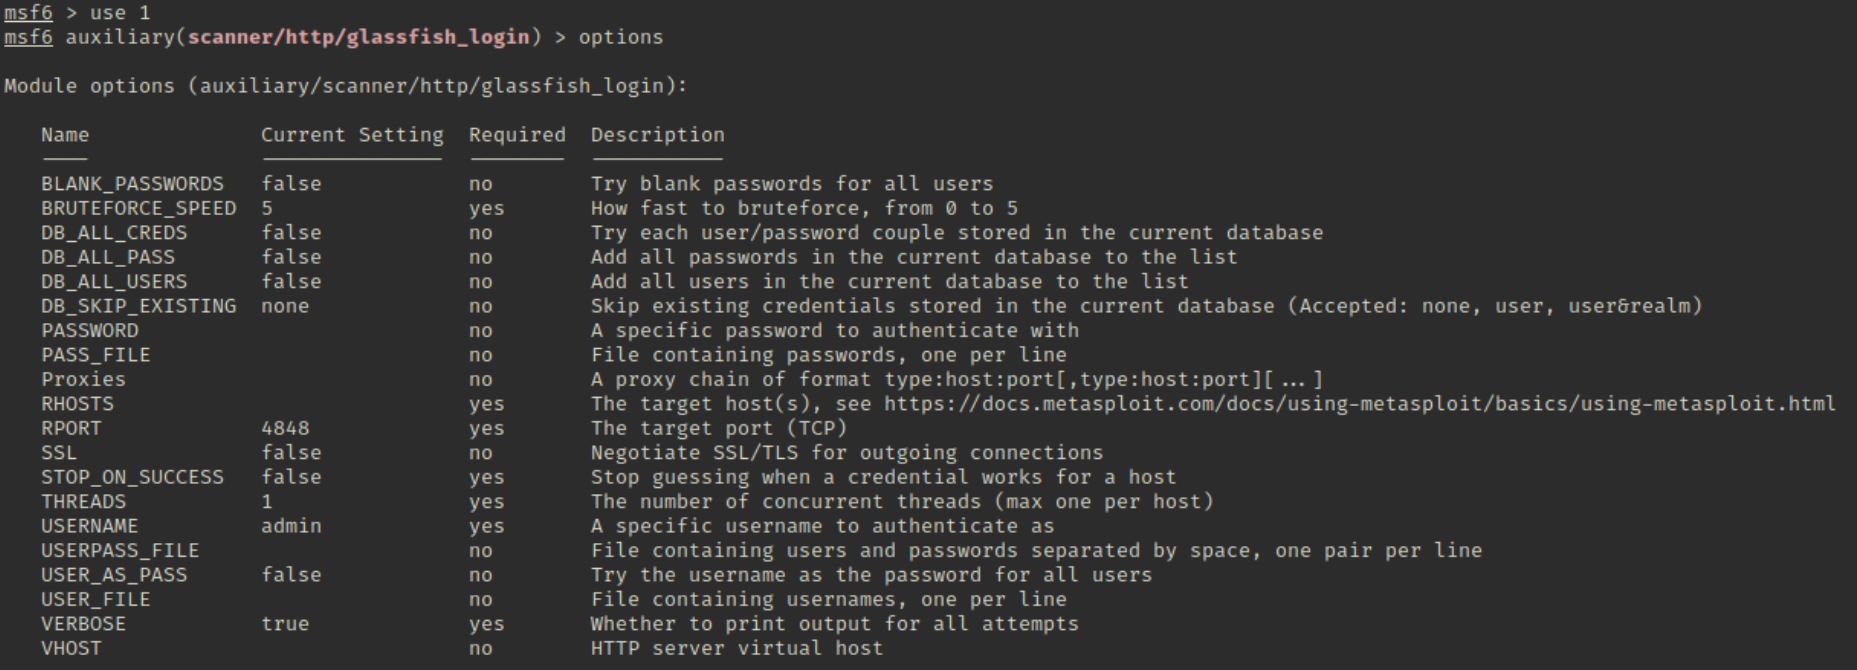 msf6 > use 1
msf6 auxiliary(scanner/http/glassfish_login) > options
Module options (auxiliary/scanner/http/glassfish_login):
Name Current Setting Required Description
BLANK_PASSWORDS false no Try blank passwords for all users
BRUTEFORCE_SPEED 5 yes How fast to bruteforce, from 0 to 5
DB_ALL_CREDS false no Try each user/password couple stored in the current database
DB_ALL_PASS false no Add all passwords in the current database to the list
DB_ALL_USERS false no Add all users in the current database to the list
DB_SKIP_EXISTING none no Skip existing credentials stored in the current database (Accepted: none, user, user&realm)
PASSWORD no A specific password to authenticate with
PASS_FILE no File containing passwords, one per line
Proxies no A proxy chain of format type:host:port[,type:host:port][...]
RHOSTS yes The target host(s), see https://docs.metasploit.com/docs/using-metasploit/basics/using-metasploit.html
RPORT 4848 yes The target port (TCP)
SSL false no Negotiate SSL/TLS for outgoing connections
STOP_ON_SUCCESS false yes Stop guessing when a credential works for a host
THREADS 1 yes The number of concurrent threads (max one per host)
USERNAME admin yes A specific username to authenticate as
USERPASS_FILE no File containing users and passwords separated by space, one pair per line
USER_AS_PASS false no Try the username as the password for all users
USER_FILE no File containing usernames, one per line
VERBOSE true yes Whether to print output for all attempts
VHOST no HTTP server virtual host